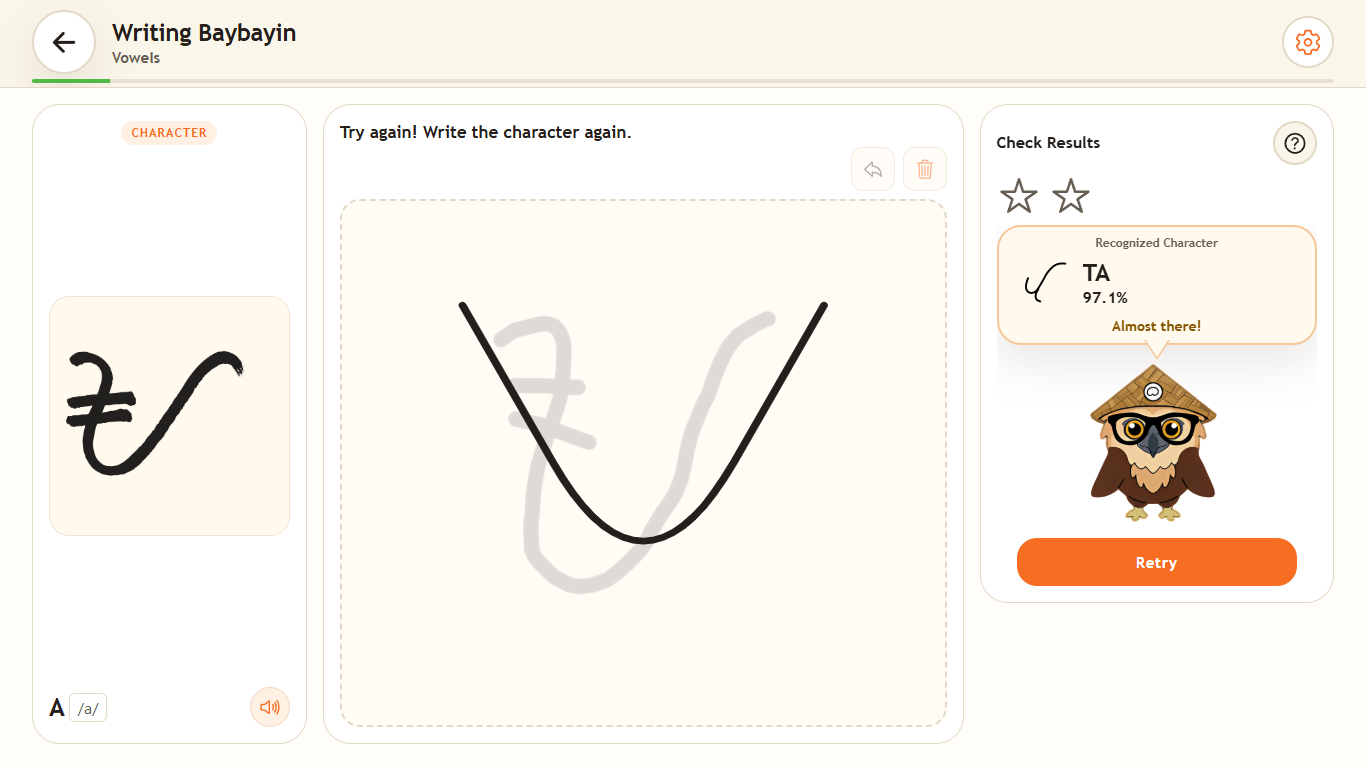 Writing Baybayin
Vowels
CHARACTER
ᜀ
A /a/
Try again! Write the character again.
Check Results
Recognized Character
ᜆ TA
97.1%
Almost there!
Retry